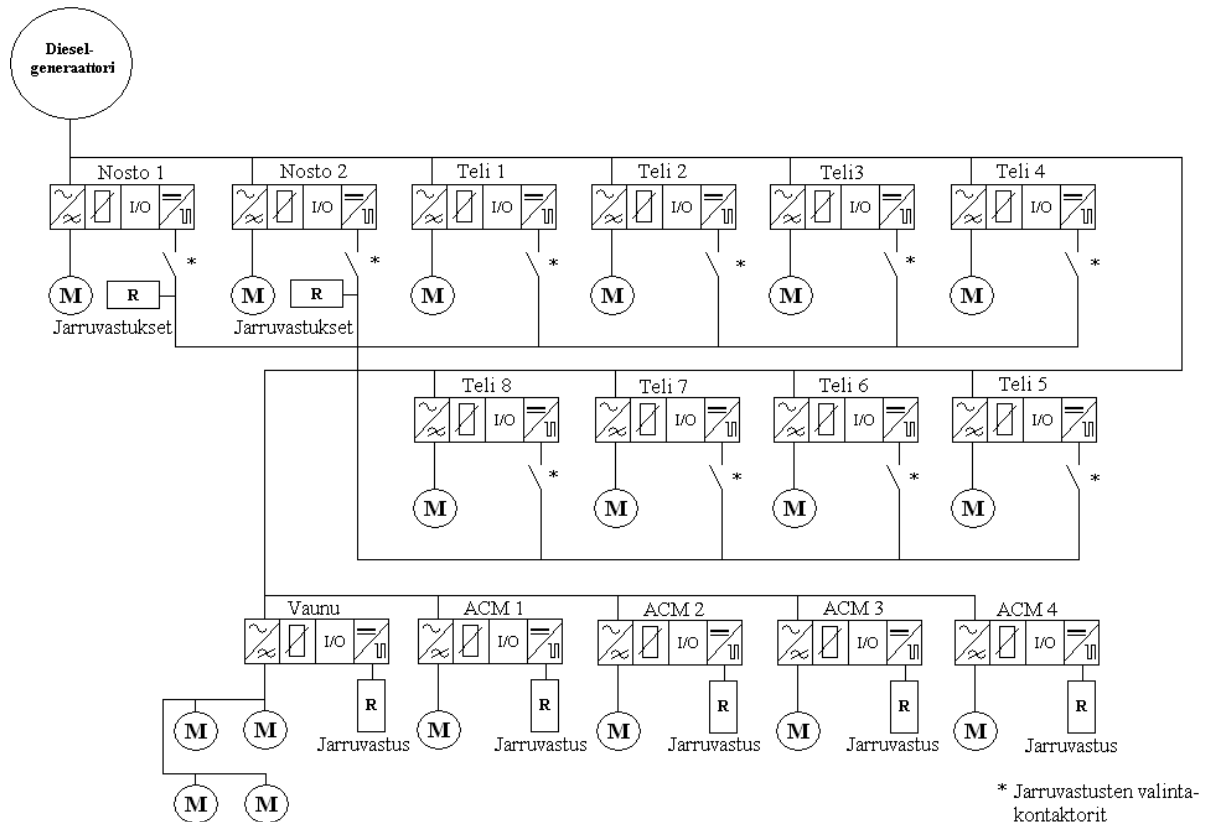 Diesel-
generaattori
Nosto 1 Nosto 2 Teli 1 Teli 2 Teli3 Teli 4
I/O I/O I/O I/O I/O I/O
* * * * * *
M R M R M M M M
Jarruvastukset Jarruvastukset
Teli 8 Teli 7 Teli 6 Teli 5
I/O I/O I/O I/O
* * * *
M M M M
Vaunu ACM 1 ACM 2 ACM 3 ACM 4
I/O I/O I/O I/O I/O
R R R R R
M M M M M M
Jarruvastus Jarruvastus Jarruvastus Jarruvastus Jarruvastus
M M
* Jarruvastusten valinta-
kontaktorit